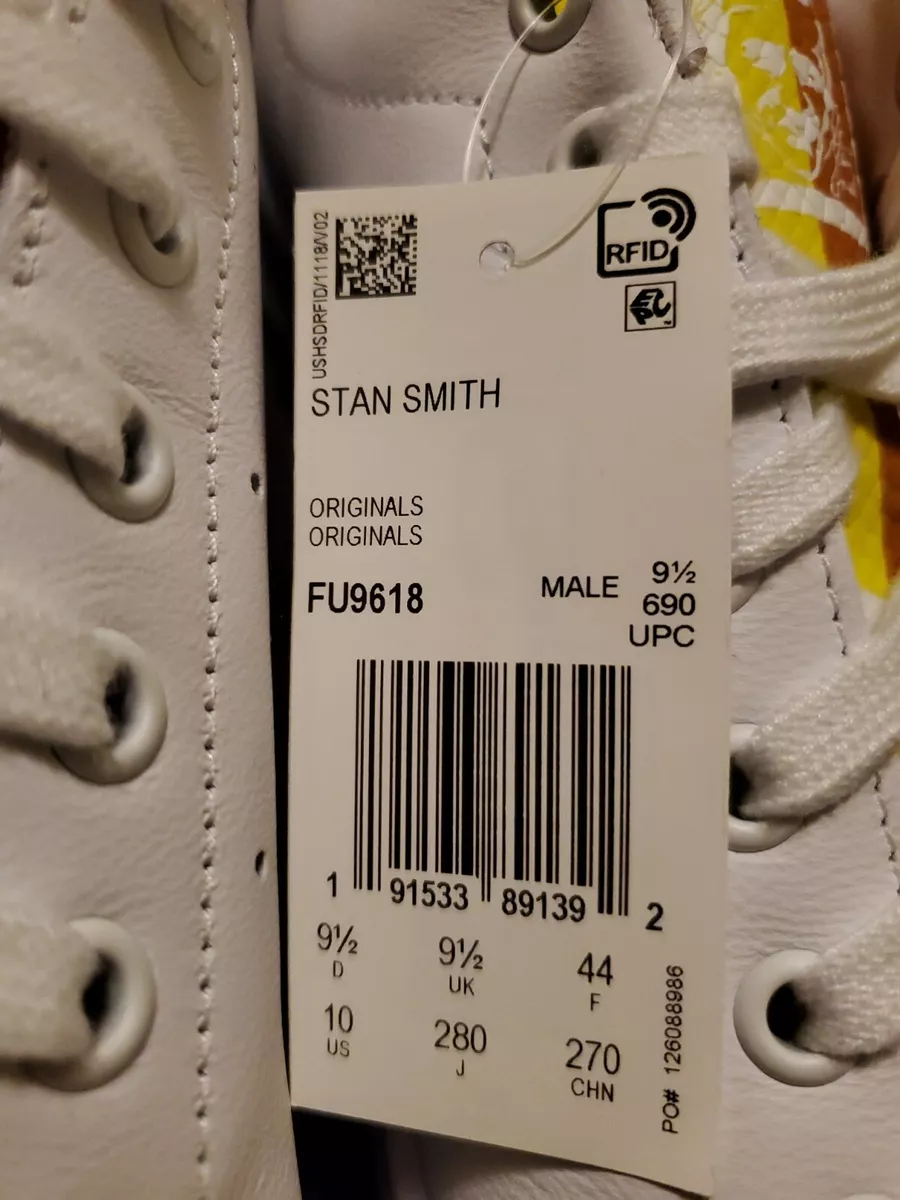 USHSDRFID/1118/V02
RFID
EPC
STAN SMITH
ORIGINALS
ORIGINALS
FU9618
MALE 9½
690
UPC
1 91533 89139 2
9½ 9½ 44
D UK F
10 280 270
US J CHN
PO# 126088986